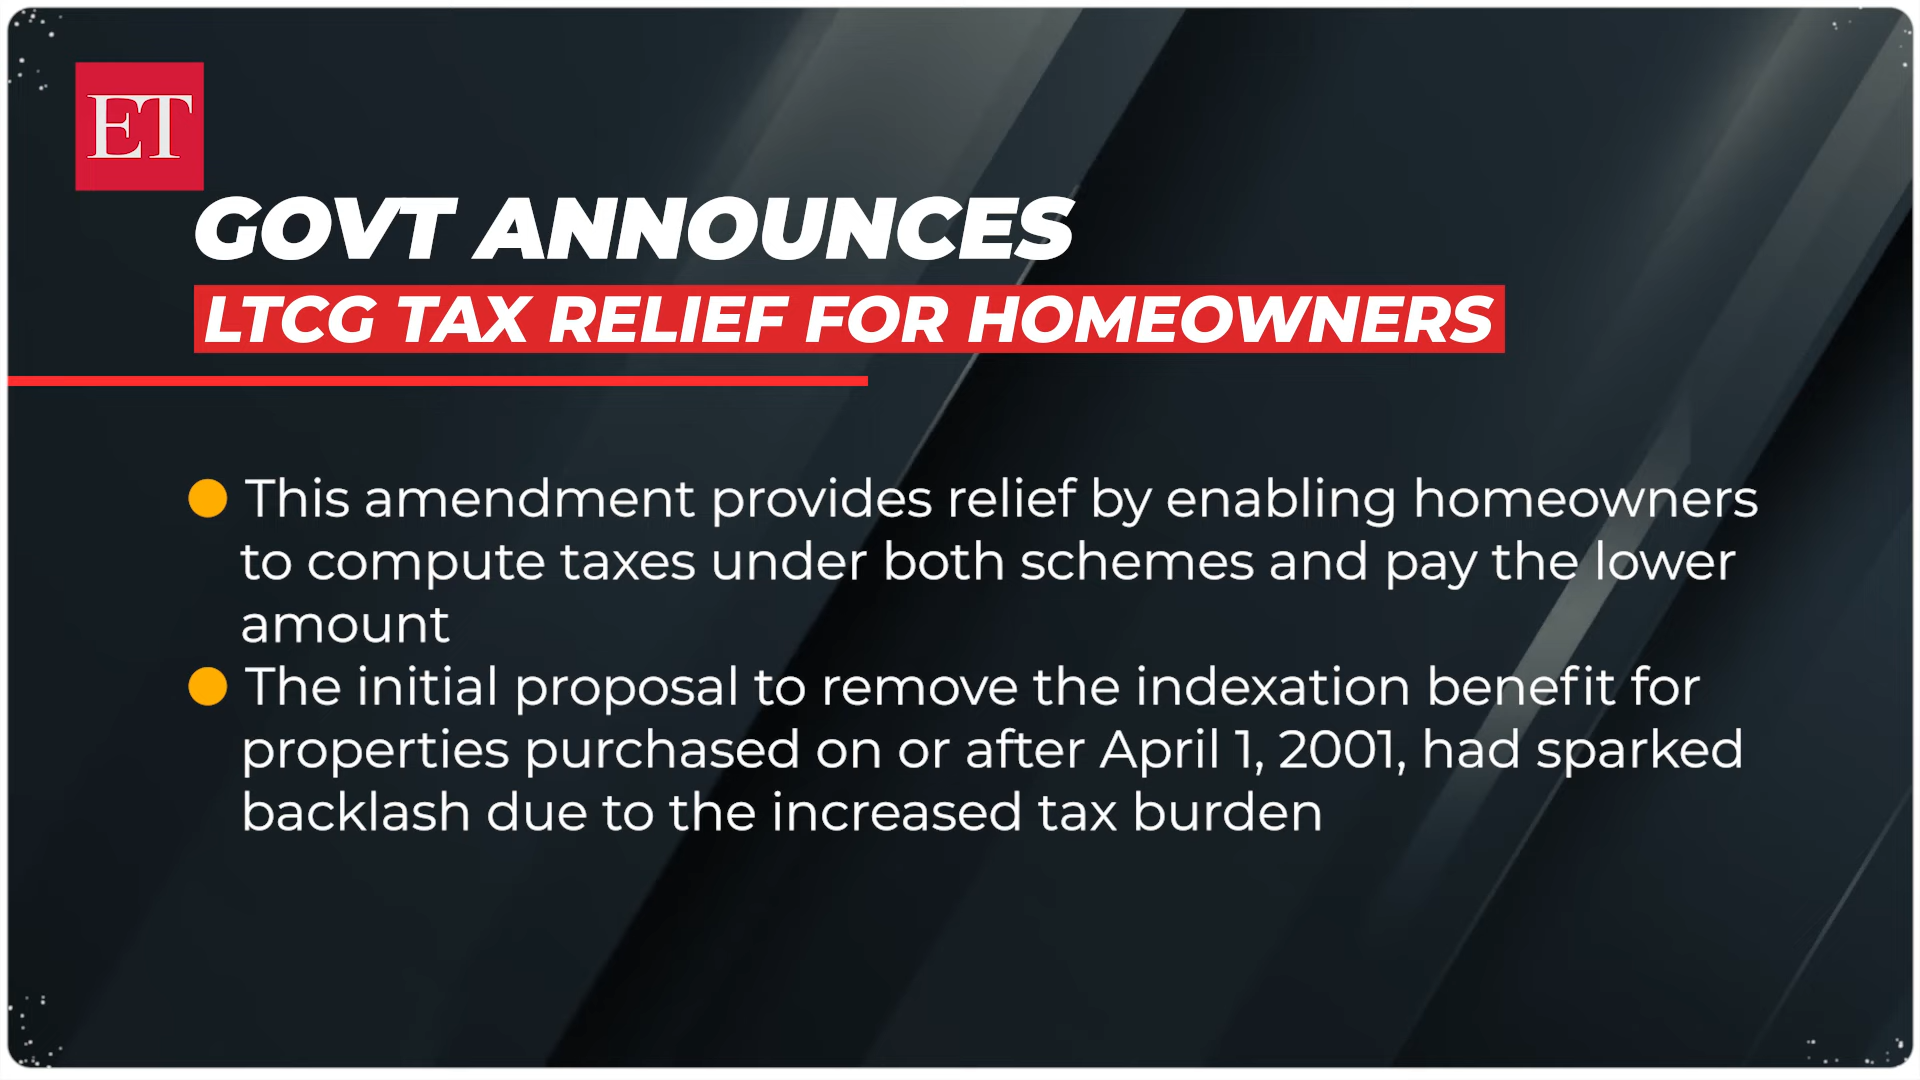 ET
GOVT ANNOUNCES
LTCG TAX RELIEF FOR HOMEOWNERS
This amendment provides relief by enabling homeowners
to compute taxes under both schemes and pay the lower
amount
The initial proposal to remove the indexation benefit for
properties purchased on or after April 1, 2001, had sparked
backlash due to the increased tax burden